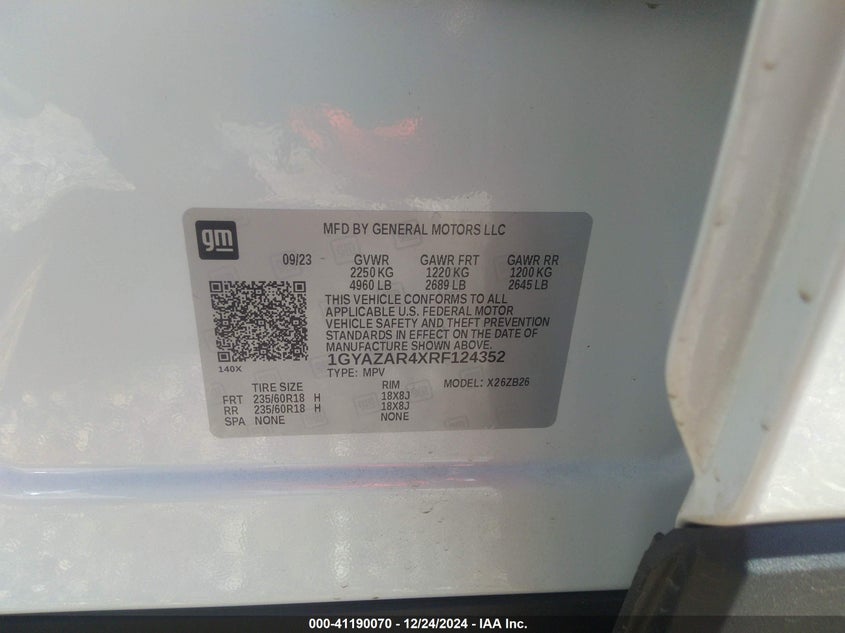 gm
MFD BY GENERAL MOTORS LLC
09/23 GVWR GAWR FRT GAWR RR
2250 KG 1220 KG 1200 KG
4960 LB 2689 LB 2645 LB
THIS VEHICLE CONFORMS TO ALL
APPLICABLE U.S. FEDERAL MOTOR
VEHICLE SAFETY AND THEFT PREVENTION
STANDARDS IN EFFECT ON THE DATE OF
MANUFACTURE SHOWN ABOVE.
1GYAZAR4XRF124352
140X
TYPE: MPV
TIRE SIZE RIM MODEL: X26ZB26
FRT 235/60R18 H 18X8J
RR 235/60R18 H 18X8J
SPA NONE NONE
000-41190070 - 12/24/2024 - IAA Inc.